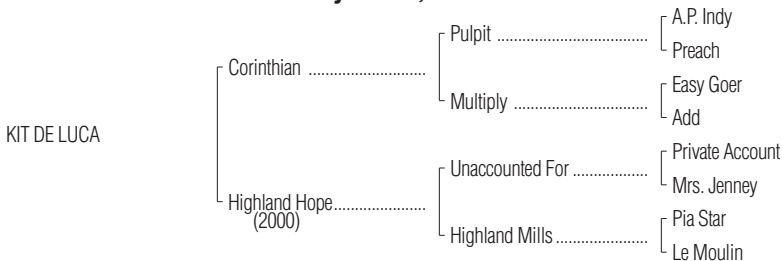 A.P. Indy
Pulpit
Preach
Corinthian
Easy Goer
Multiply
Add
KIT DE LUCA
Private Account
Unaccounted For
Mrs. Jenney
Highland Hope
(2000)
Pia Star
Highland Mills
Le Moulin